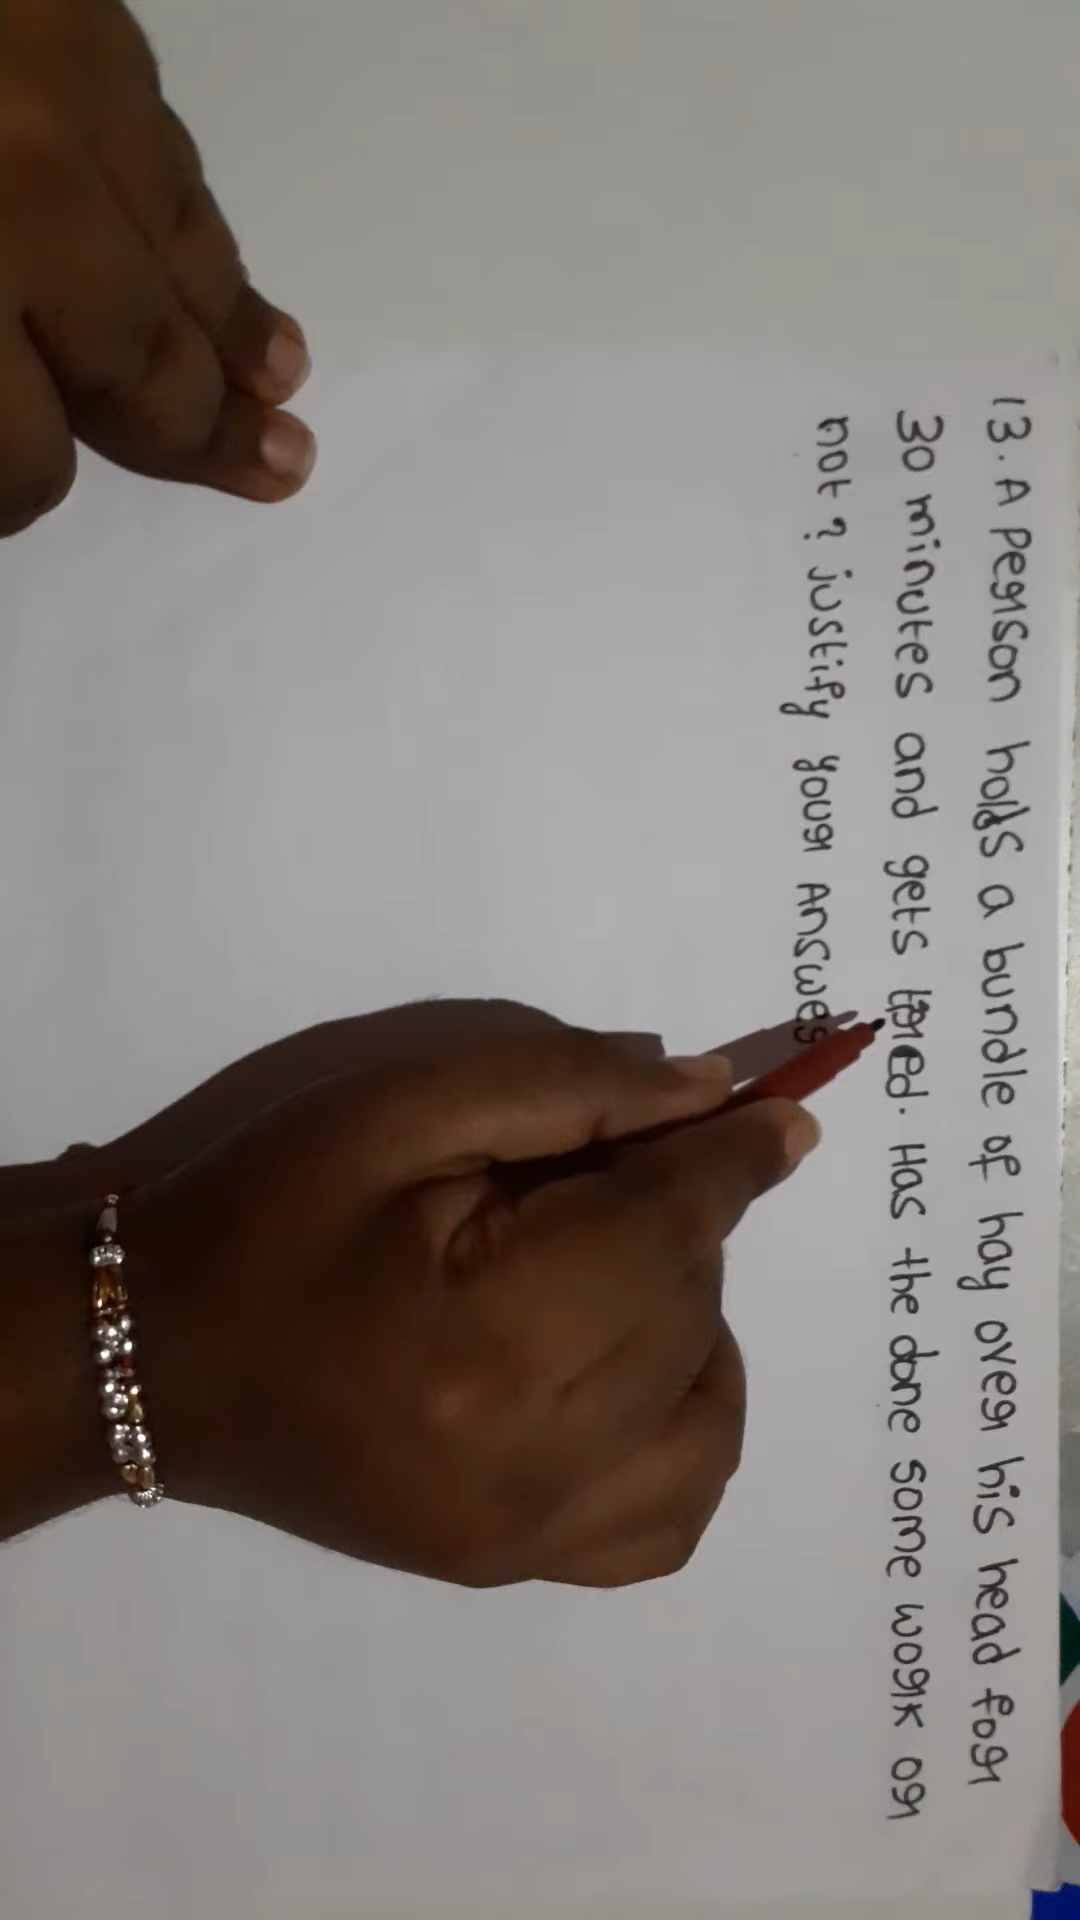 13. A person holds a bundle of hay over his head for
30 minutes and gets tired. Has the done some work or
not? justify your Answer